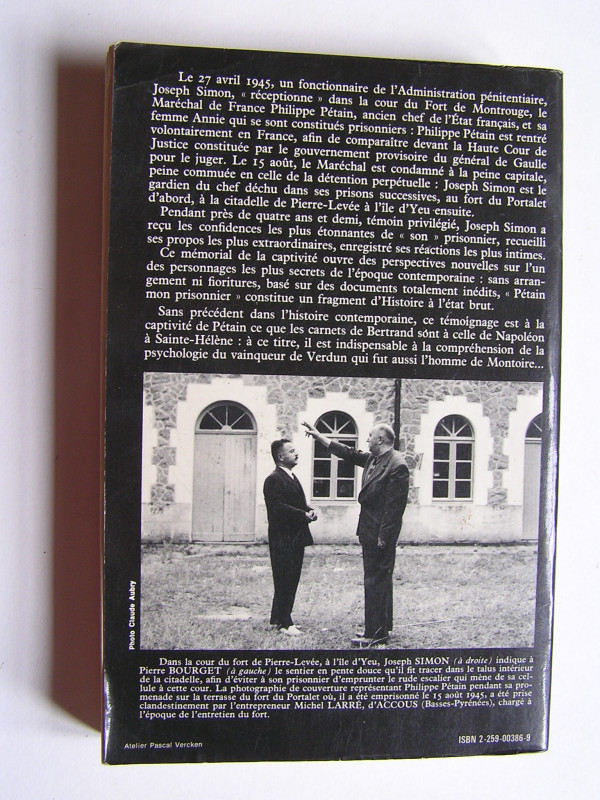 Le 27 avril 1945, un fonctionnaire de l'Administration pénitentiaire,
Joseph Simon, « réceptionne » dans la cour du Fort de Montrouge, le
Maréchal de France Philippe Pétain, ancien chef de l'État français, et sa
femme Annie qui se sont constitués prisonniers : Philippe Pétain est rentré
volontairement en France, afin de comparaître devant la Haute Cour de
Justice constituée par le gouvernement provisoire du général de Gaulle
pour le juger. Le 15 août, le Maréchal est condamné à la peine capitale,
peine commuée en celle de la détention perpétuelle : Joseph Simon est le
gardien du chef déchu dans ses prisons successives, au fort du Portalet
d'abord, à la citadelle de Pierre-Levée à l'île d'Yeu ensuite.
Pendant près de quatre ans et demi, témoin privilégié, Joseph Simon a
reçu les confidences les plus étonnantes de « son » prisonnier, recueilli
ses propos les plus extraordinaires, enregistré ses réactions les plus intimes.
Ce mémorial de la captivité ouvre des perspectives nouvelles sur l'un
des personnages les plus secrets de l'époque contemporaine : sans arran-
gement ni fioritures, basé sur des documents totalement inédits, « Pétain
mon prisonnier » constitue un fragment d'Histoire à l'état brut.
Sans précédent dans l'histoire contemporaine, ce témoignage est à la
captivité de Pétain ce que les carnets de Bertrand sont à celle de Napoléon
à Sainte-Hélène : à ce titre, il est indispensable à la compréhension de la
psychologie du vainqueur de Verdun qui fut aussi l'homme de Montoire...
Photo Claude Aubry
Dans la cour du fort de Pierre-Levée, à l'île d'Yeu, Joseph SIMON (à droite) indique à
Pierre BOURGET (à gauche) le sentier en pente douce qu'il fit tracer dans le talus intérieur
de la citadelle, afin d'éviter à son prisonnier d'emprunter le rude escalier qui mène de sa cel-
lule à cette cour. La photographie de couverture représentant Philippe Pétain pendant sa pro-
menade sur la terrasse du fort du Portalet où, il a été emprisonné le 15 août 1945, a été prise
clandestinement par l'entrepreneur Michel LARRÉ, d'ACCOUS (Basses-Pyrénées), chargé à
l'époque de l'entretien du fort.
Atelier Pascal Vercken
ISBN 2-259-00386-9